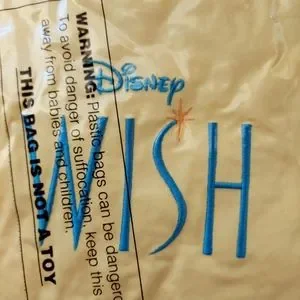 WARNING: Plastic bags can be dangero
To avoid danger of suffocation, keep this
away from babies and children.
THIS BAG IS NOT A TOY
Disney
WISH